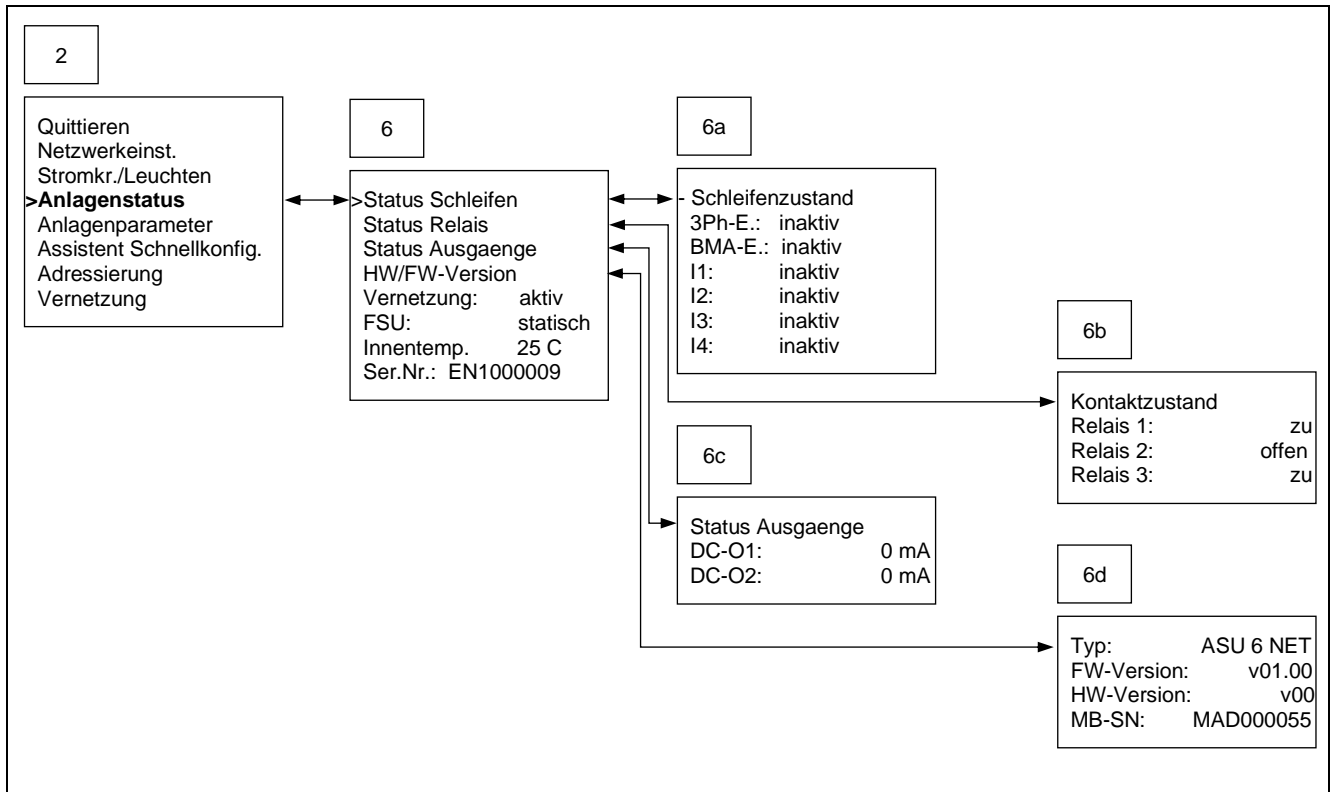 2
Quittieren
Netzwerkeinst.
Stromkr./Leuchten
>Anlagenstatus
Anlagenparameter
Assistent Schnellkonfig.
Adressierung
Vernetzung
6
>Status Schleifen
Status Relais
Status Ausgaenge
HW/FW-Version
Vernetzung: aktiv
FSU: statisch
Innentemp. 25 C
Ser.Nr.: EN1000009
6a
- Schleifenzustand
3Ph-E.: inaktiv
BMA-E.: inaktiv
I1: inaktiv
I2: inaktiv
I3: inaktiv
I4: inaktiv
6b
Kontaktzustand
Relais 1: zu
Relais 2: offen
Relais 3: zu
6c
Status Ausgaenge
DC-O1: 0 mA
DC-O2: 0 mA
6d
Typ: ASU 6 NET
FW-Version: v01.00
HW-Version: v00
MB-SN: MAD000055